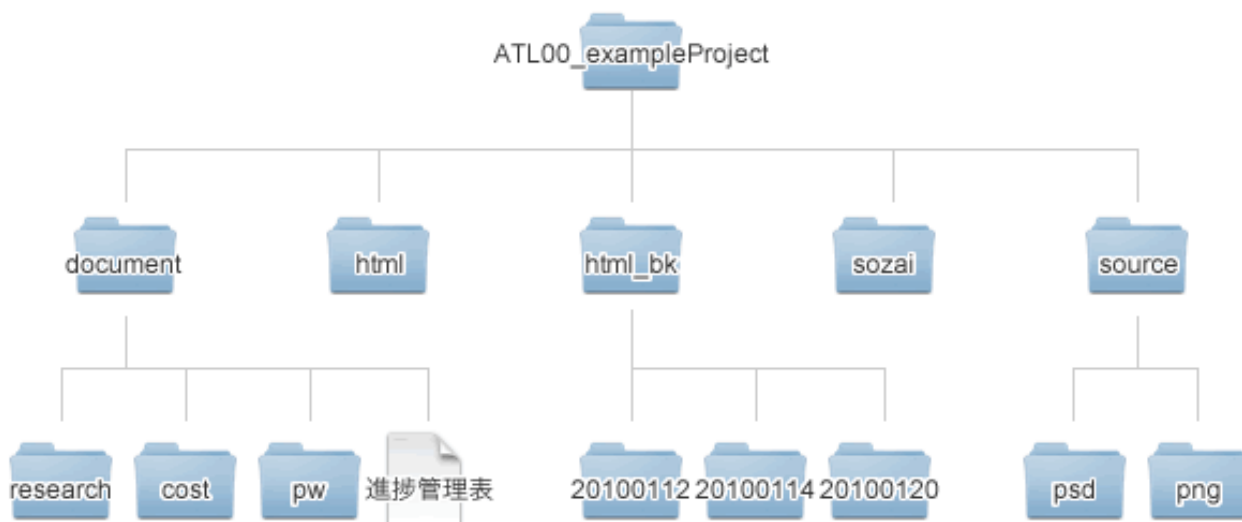 ATL00_exampleProject
document
html
html_bk
sozai
source
research
cost
pw
進捗管理表
20100112
20100114
20100120
psd
png